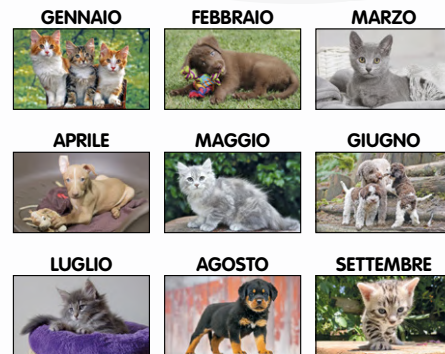 GENNAIO FEBBRAIO MARZO
APRILE MAGGIO GIUGNO
LUGLIO AGOSTO SETTEMBRE